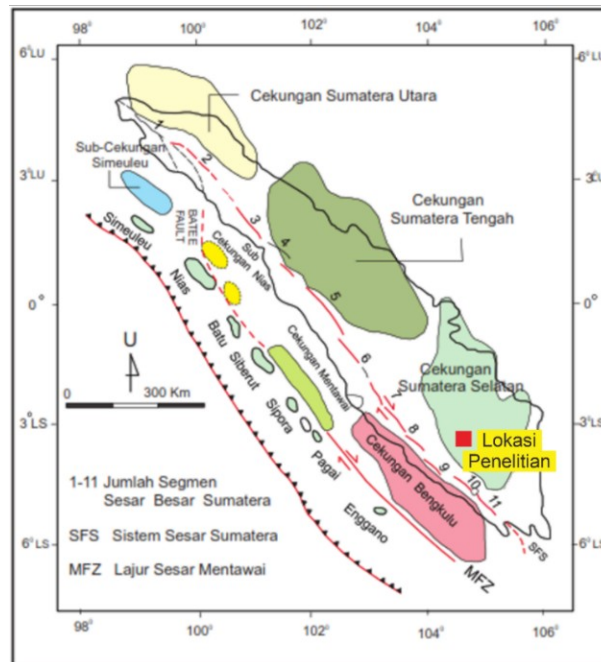 98° 100° 102° 104° 106°
6°LU
6°LU
Cekungan Sumatera Utara
Sub-Cekungan
Simeuleu
3°LU
3°LU
Cekungan
Sumatera Tengah
1
2
3
4
5
6
7
8
9
10
11
BATEE
FAULT
Simeuleu
Sub
Cekungan Nias
Nias
0°
0°
U
Batu
Siberut
Cekungan Mentawai
0 300 Km
Sipora
Pagai
Cekungan
Sumatera Selatan
3°LS
3°LS
Lokasi
Penelitian
Cekungan Bengkulu
1-11 Jumlah Segmen
Sesar Besar Sumatera
Enggano
SFS Sistem Sesar Sumatera
SFS
6°LS
6°LS
MFZ Lajur Sesar Mentawai
MFZ
98° 100° 102° 104° 106°